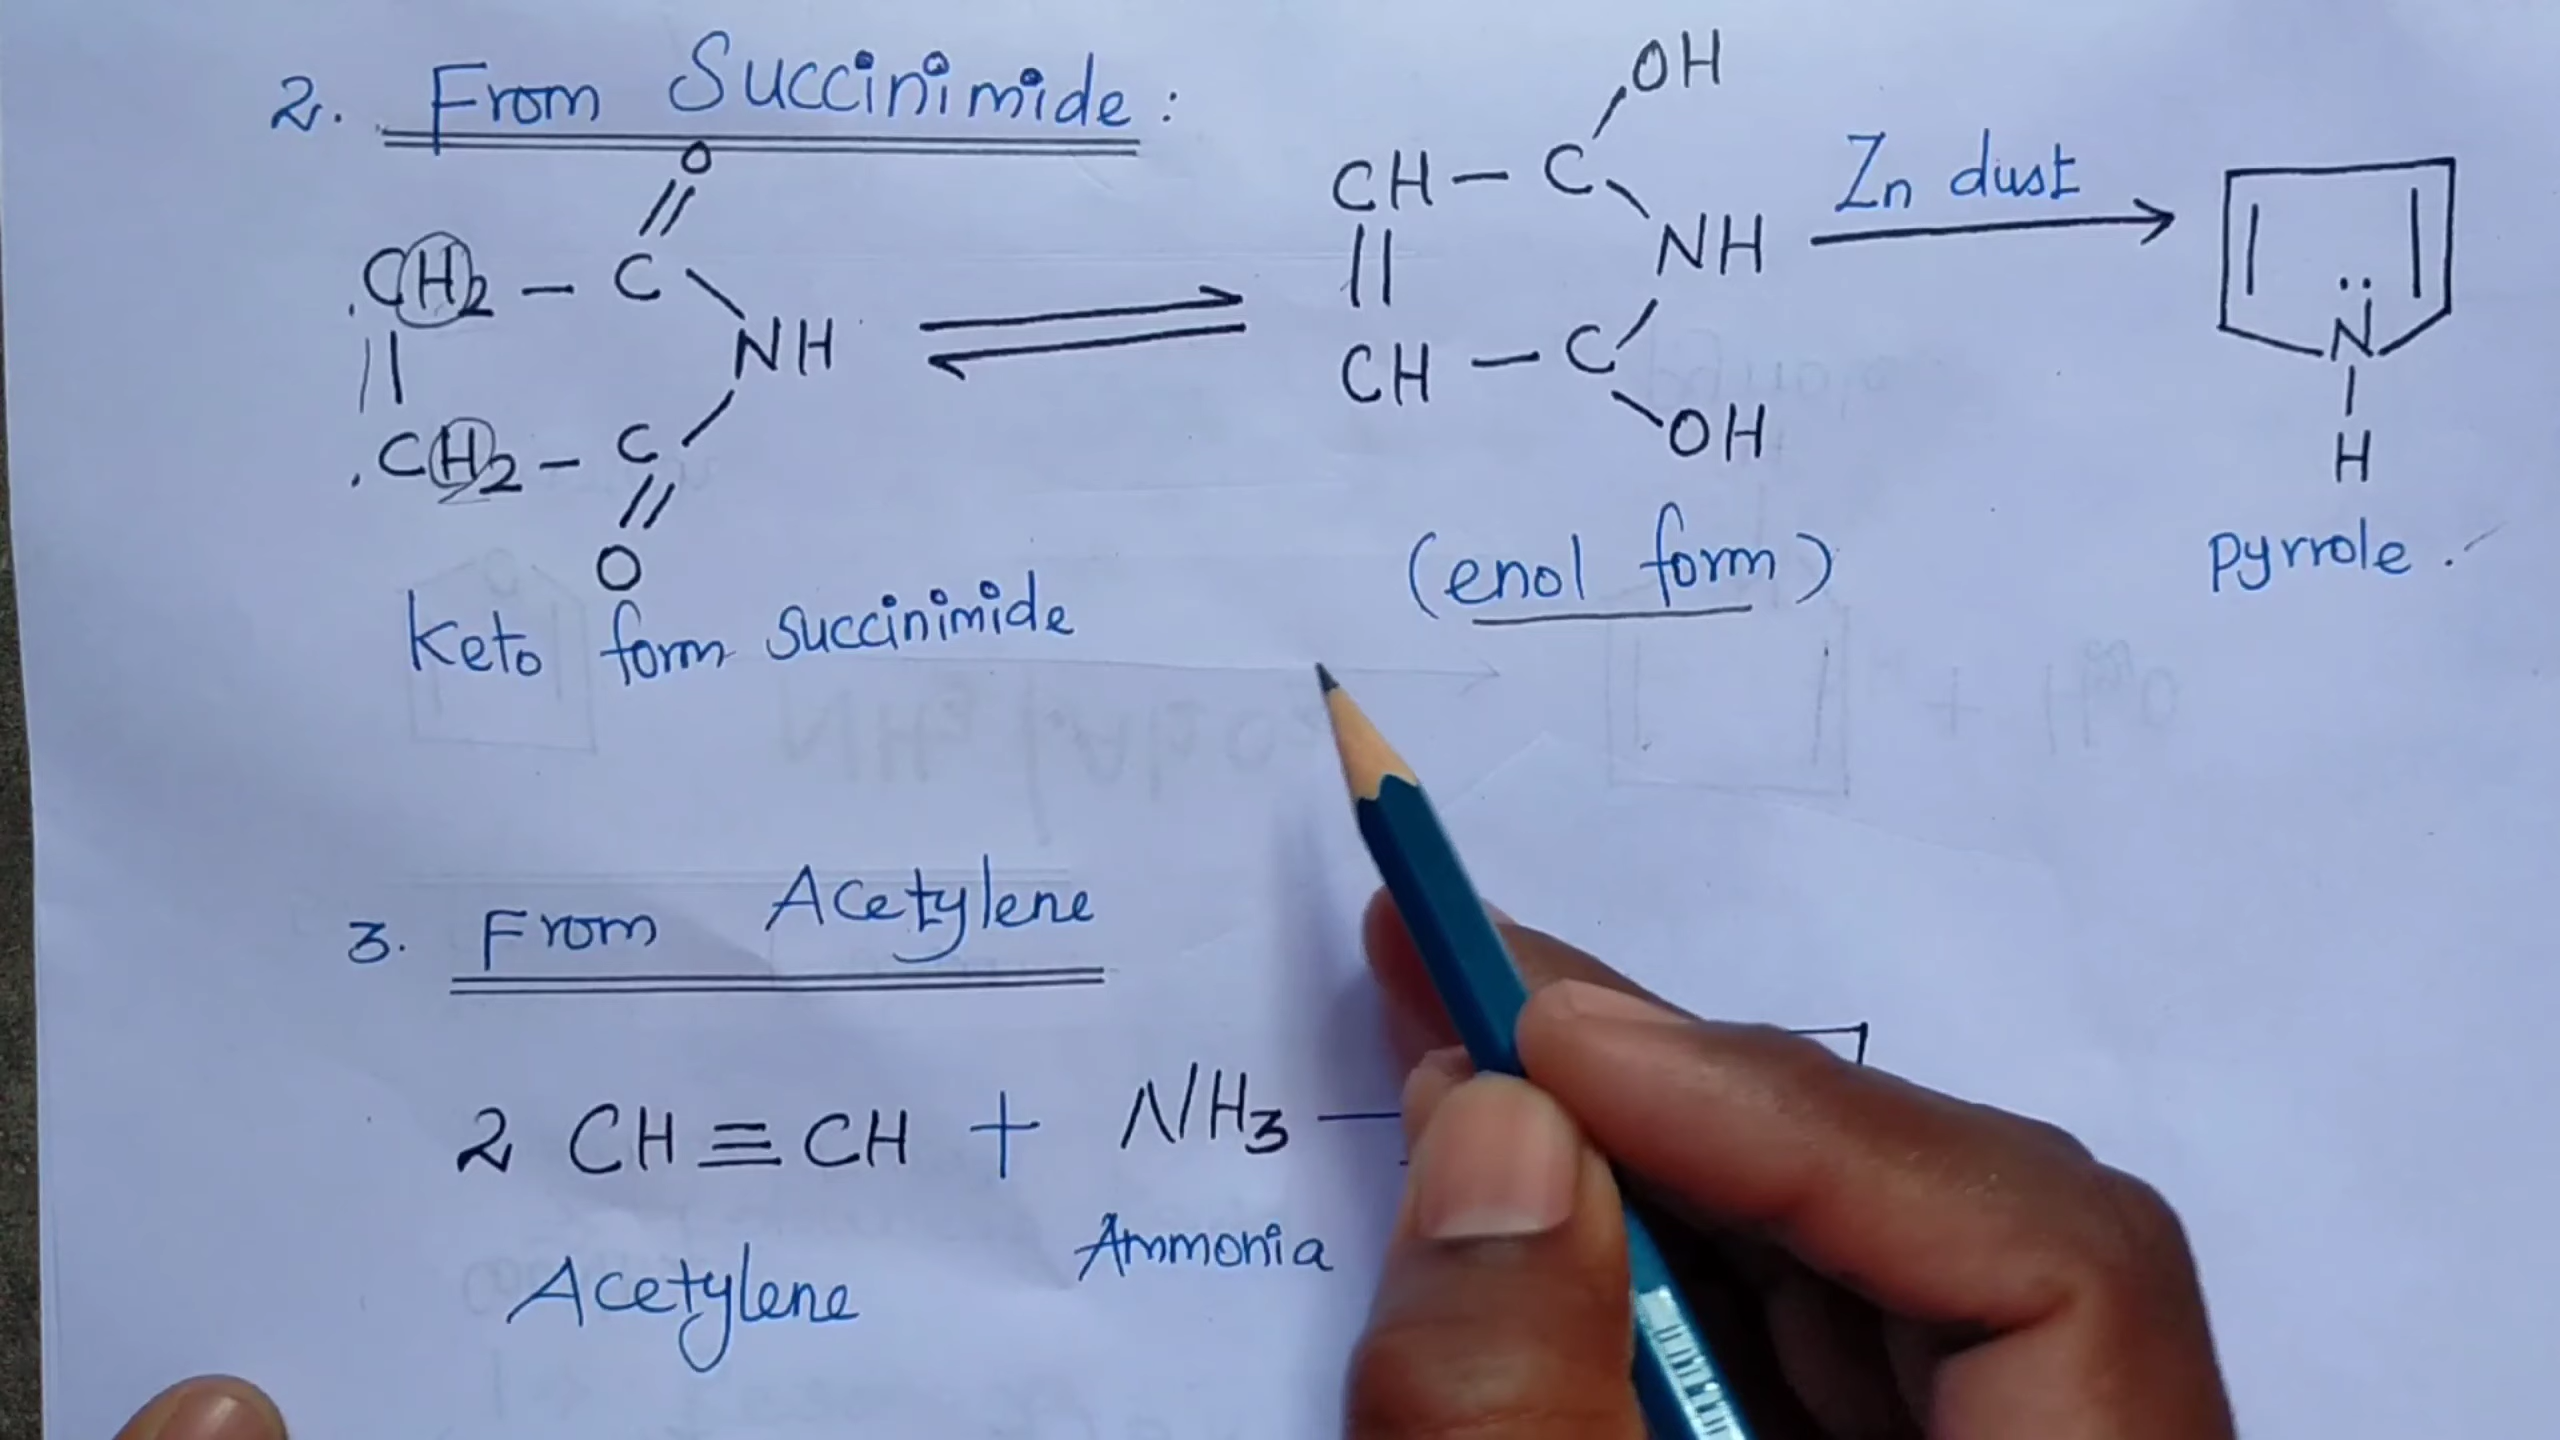 2. From Succinimide:
O
CH2 – C
NH
CH2 – C
O
Keto form succinimide
OH
CH – C
NH
CH – C
OH
(enol form)
Zn dust
N
H
pyrrole.
3. From Acetylene
2 CH≡CH + NH3
Acetylene
Ammonia